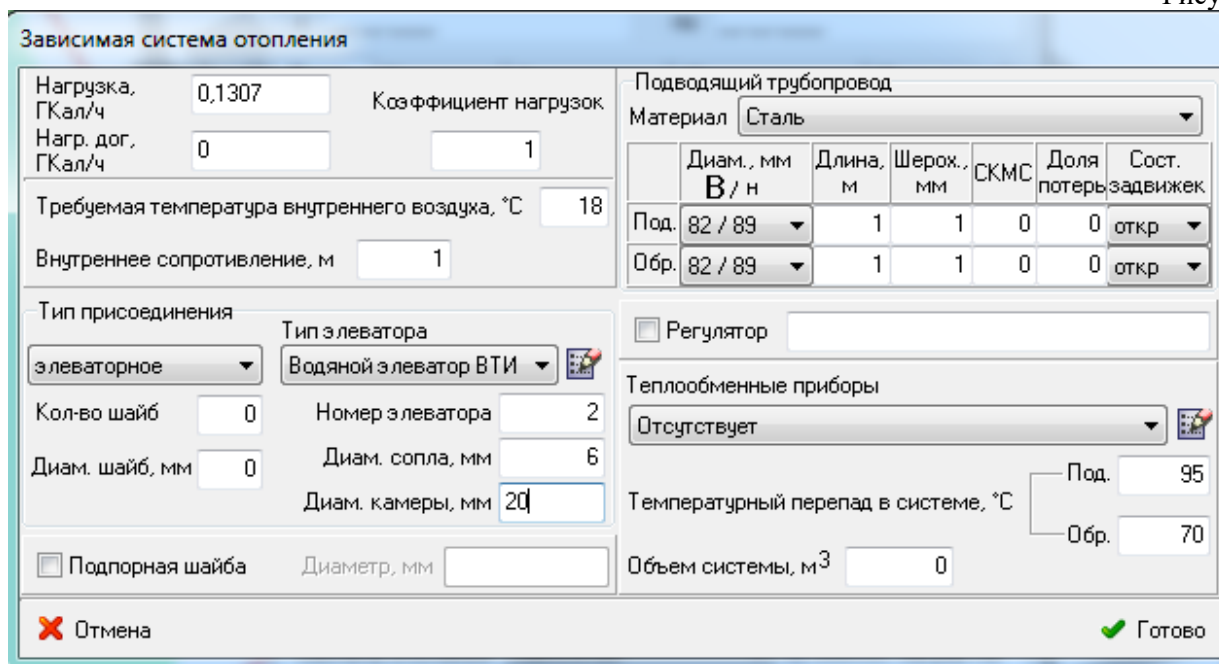 Рису
Зависимая система отопления
Нагрузка, ГКал/ч 0,1307 Коэффициент нагрузок
Нагр. дог, ГКал/ч 0 1
Требуемая температура внутреннего воздуха, °C 18
Внутреннее сопротивление, м 1
Подводящий трубопровод
Материал Сталь
Диам., мм В / н Длина, м Шерох., мм СКМС Доля потерь Сост. задвижек
Под. 82 / 89 1 1 0 0 откр
Обр. 82 / 89 1 1 0 0 откр
Тип присоединения
Тип элеватора
элеваторное Водяной элеватор ВТИ
Кол-во шайб 0 Номер элеватора 2
Диам. шайб, мм 0 Диам. сопла, мм 6
Диам. камеры, мм 20
Подпорная шайба Диаметр, мм
Регулятор
Теплообменные приборы
Отсутствует
Под. 95
Температурный перепад в системе, °C
Обр. 70
Объем системы, м3 0
Отмена Готово